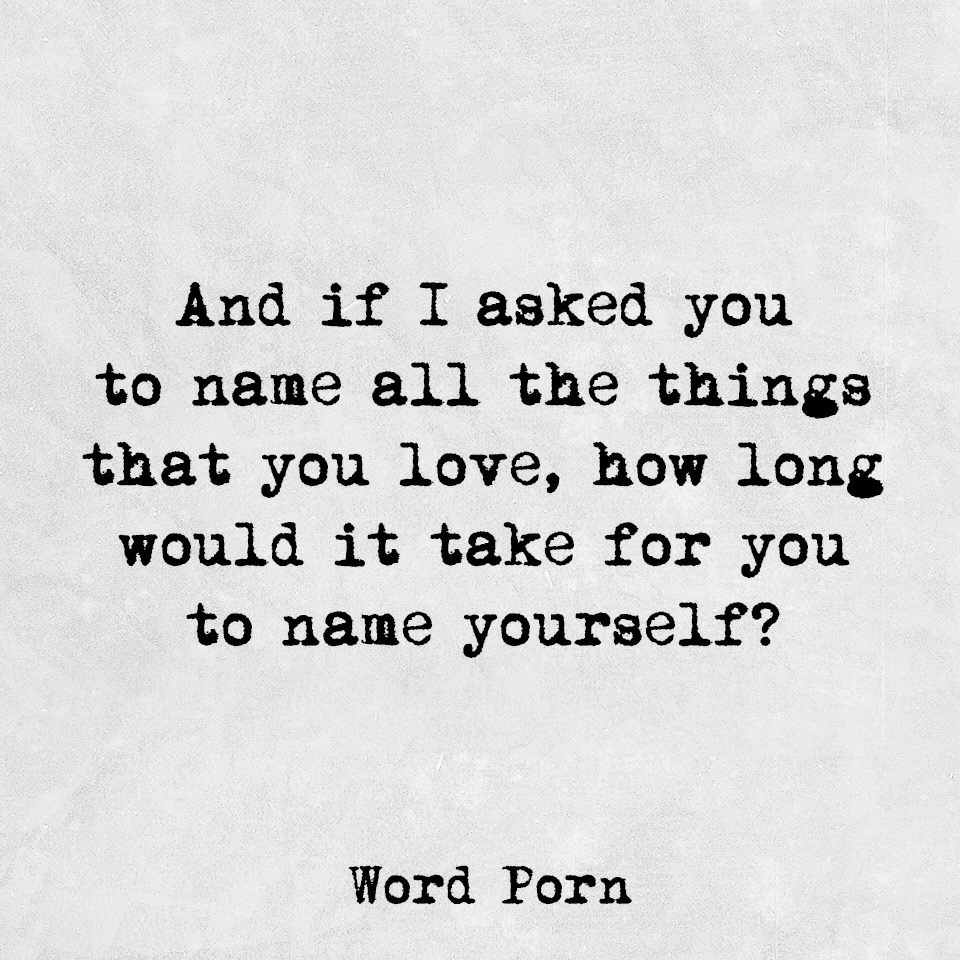 And if I asked you
to name all the things
that you love, how long
would it take for you
to name yourself?
Word Porn